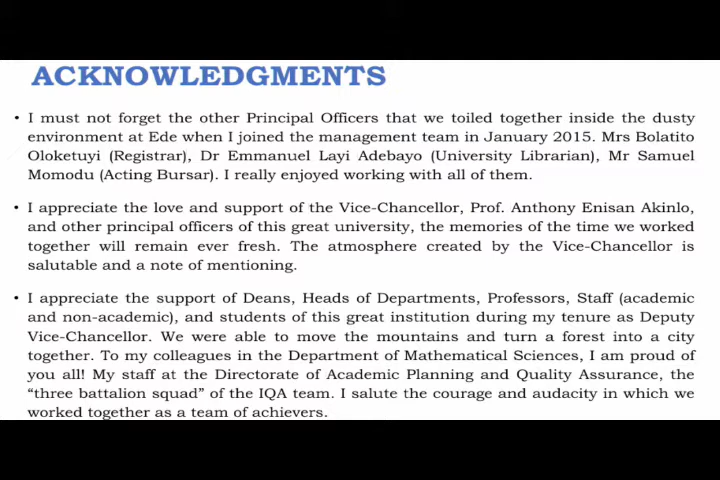 ACKNOWLEDGMENTS
• I must not forget the other Principal Officers that we toiled together inside the dusty
environment at Ede when I joined the management team in January 2015. Mrs Bolatito
Oloketuyi (Registrar), Dr Emmanuel Layi Adebayo (University Librarian), Mr Samuel
Momodu (Acting Bursar). I really enjoyed working with all of them.
• I appreciate the love and support of the Vice-Chancellor, Prof. Anthony Enisan Akinlo,
and other principal officers of this great university, the memories of the time we worked
together will remain ever fresh. The atmosphere created by the Vice-Chancellor is
salutable and a note of mentioning.
• I appreciate the support of Deans, Heads of Departments, Professors, Staff (academic
and non-academic), and students of this great institution during my tenure as Deputy
Vice-Chancellor. We were able to move the mountains and turn a forest into a city
together. To my colleagues in the Department of Mathematical Sciences, I am proud of
you all! My staff at the Directorate of Academic Planning and Quality Assurance, the
“three battalion squad” of the IQA team. I salute the courage and audacity in which we
worked together as a team of achievers.